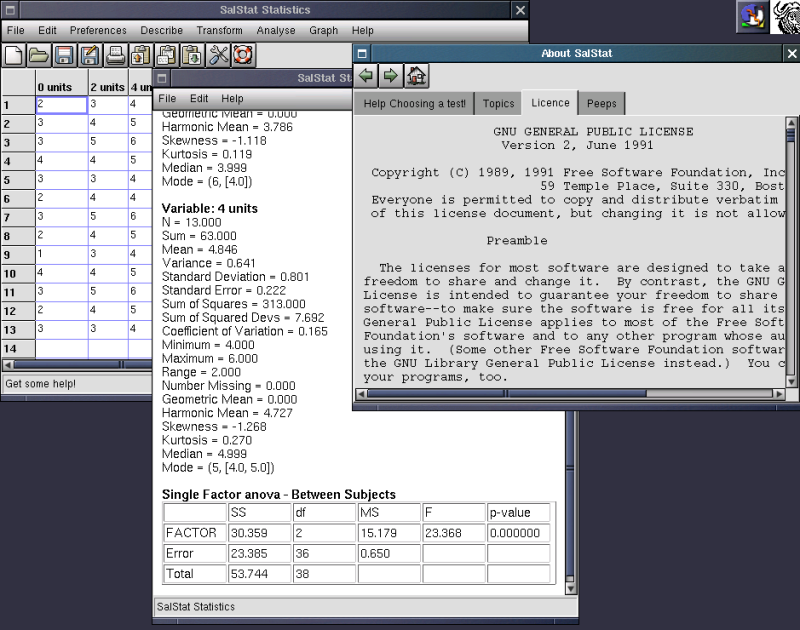 SalStat Statistics
File Edit Preferences Describe Transform Analyse Graph Help
0 units 2 units 4 un
1 2 3 4
2 3 4 5
3 3 5 6
4 4 4 5
5 3 3 4
6 2 4 4
7 3 5 6
8 2 4 5
9 1 3 4
10 4 4 5
11 3 5 6
12 2 4 5
13 3 3 4
14
Get some help!
SalStat St
File Edit Help
Geometric Mean = 0.000
Harmonic Mean = 3.786
Skewness = -1.118
Kurtosis = 0.119
Median = 3.999
Mode = (6, [4.0])
Variable: 4 units
N = 13.000
Sum = 63.000
Mean = 4.846
Variance = 0.641
Standard Deviation = 0.801
Standard Error = 0.222
Sum of Squares = 313.000
Sum of Squared Devs = 7.692
Coefficient of Variation = 0.165
Minimum = 4.000
Maximum = 6.000
Range = 2.000
Number Missing = 0.000
Geometric Mean = 0.000
Harmonic Mean = 4.727
Skewness = -1.268
Kurtosis = 0.270
Median = 4.999
Mode = (5, [4.0, 5.0])
Single Factor anova - Between Subjects
SS df MS F p-value
FACTOR 30.359 2 15.179 23.368 0.000000
Error 23.385 36 0.650
Total 53.744 38
SalStat Statistics
About SalStat
Help Choosing a test! Topics Licence Peeps
GNU GENERAL PUBLIC LICENSE
Version 2, June 1991
Copyright (C) 1989, 1991 Free Software Foundation, Inc
59 Temple Place, Suite 330, Bost
Everyone is permitted to copy and distribute verbatim
of this license document, but changing it is not allow
Preamble
The licenses for most software are designed to take a
freedom to share and change it. By contrast, the GNU G
License is intended to guarantee your freedom to share
software--to make sure the software is free for all its
General Public License applies to most of the Free Soft
Foundation's software and to any other program whose au
using it. (Some other Free Software Foundation softwar
the GNU Library General Public License instead.) You c
your programs, too.